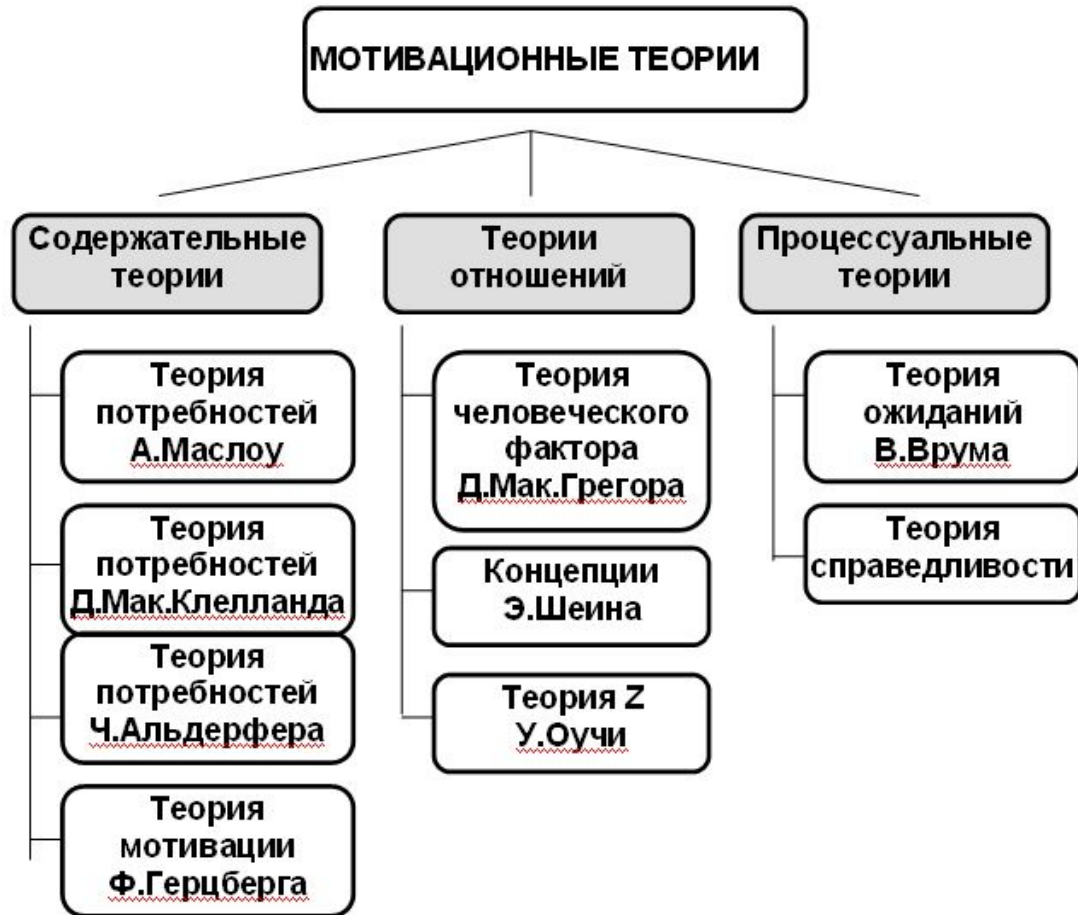 МОТИВАЦИОННЫЕ ТЕОРИИ
Содержательные
теории
Теория
потребностей
А.Маслоу
Теория
потребностей
Д.Мак.Клелланда
Теория
потребностей
Ч.Альдерфера
Теория
мотивации
Ф.Герцберга
Теории
отношений
Теория
человеческого
фактора
Д.Мак.Грегора
Концепции
Э.Шеина
Теория Z
У.Оучи
Процессуальные
теории
Теория
ожиданий
В.Врума
Теория
справедливости